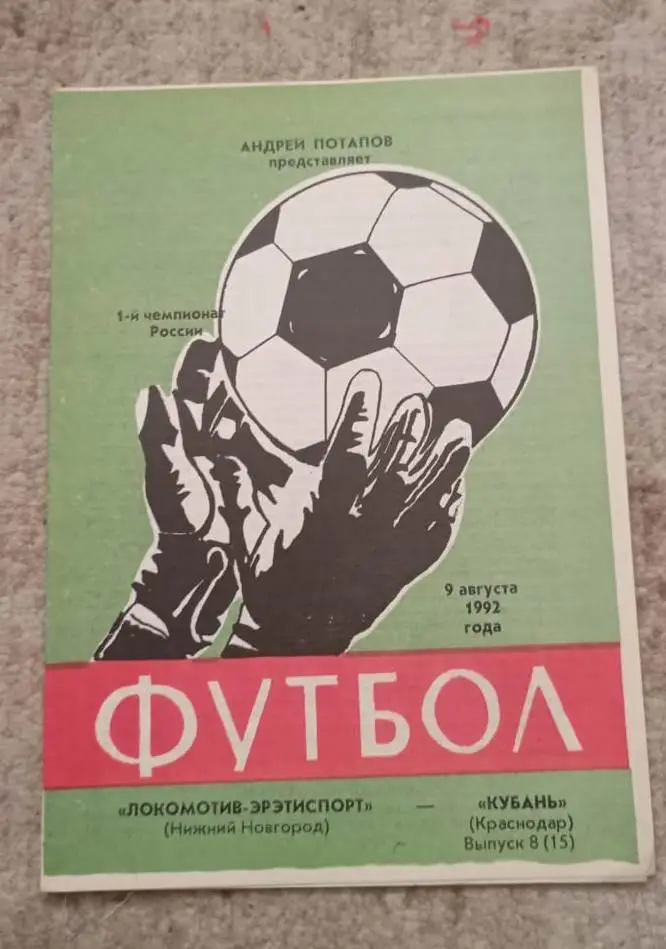 АНДРЕЙ ПОТАПОВ
представляет
1-й чемпионат
России
9 августа
1992
года
ФУТБОЛ
«ЛОКОМОТИВ-ЭРЭТИСПОРТ» — «КУБАНЬ»
(Нижний Новгород) (Краснодар)
Выпуск 8 (15)